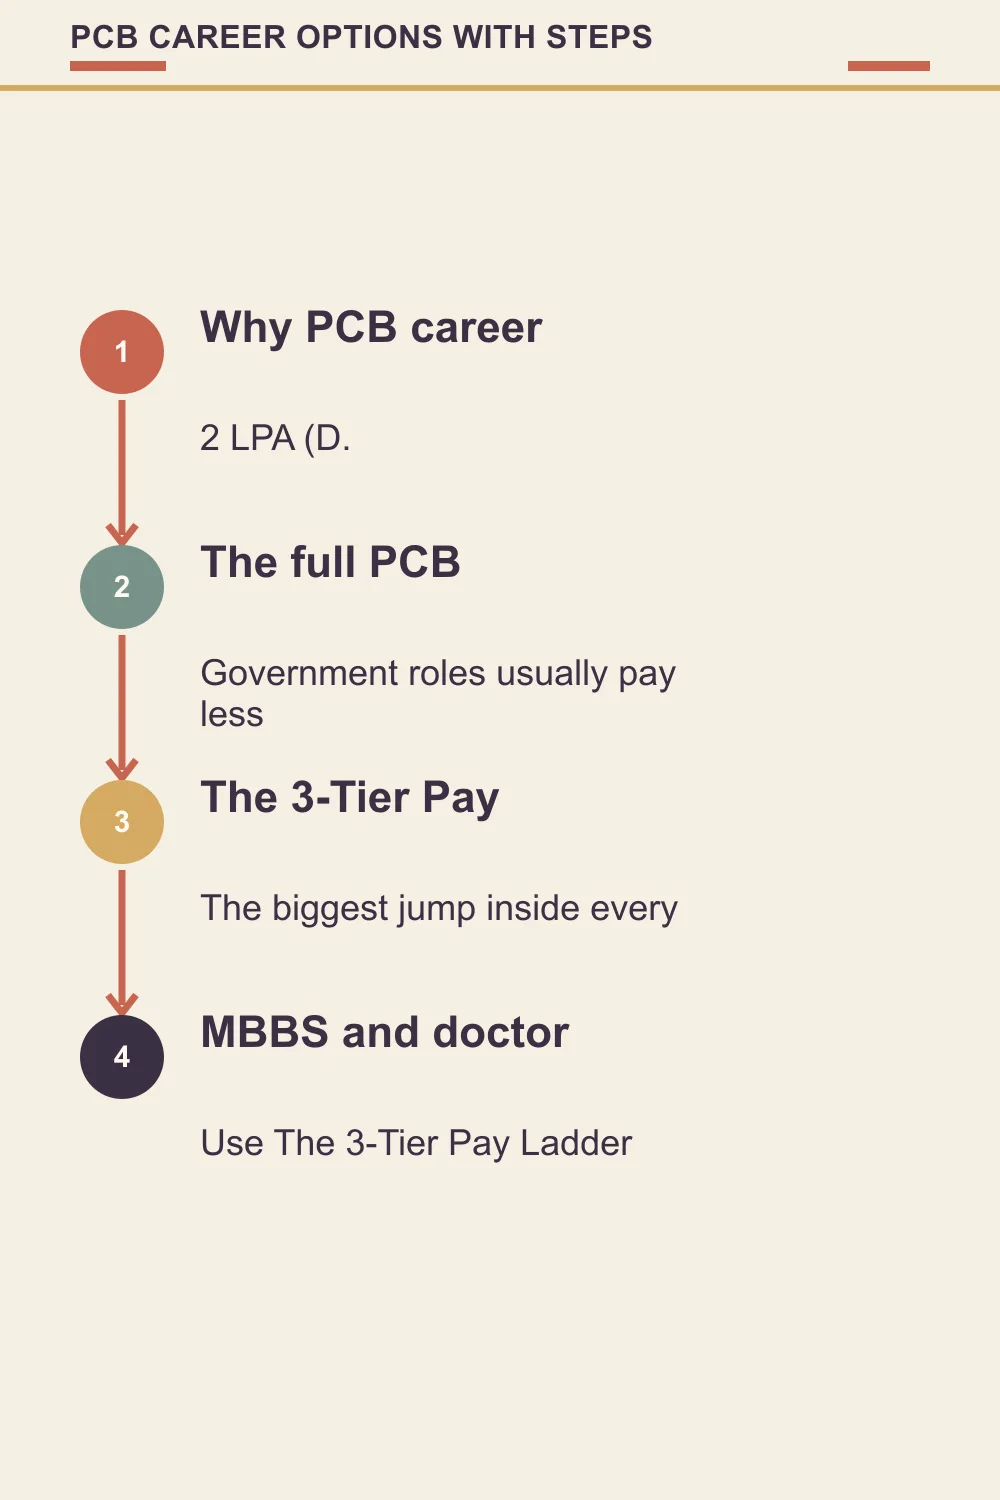 PCB CAREER OPTIONS WITH STEPS
1
Why PCB career
2 LPA (D.
2
The full PCB
Government roles usually pay
less
3
The 3-Tier Pay
The biggest jump inside every
4
MBBS and doctor
Use The 3-Tier Pay Ladder